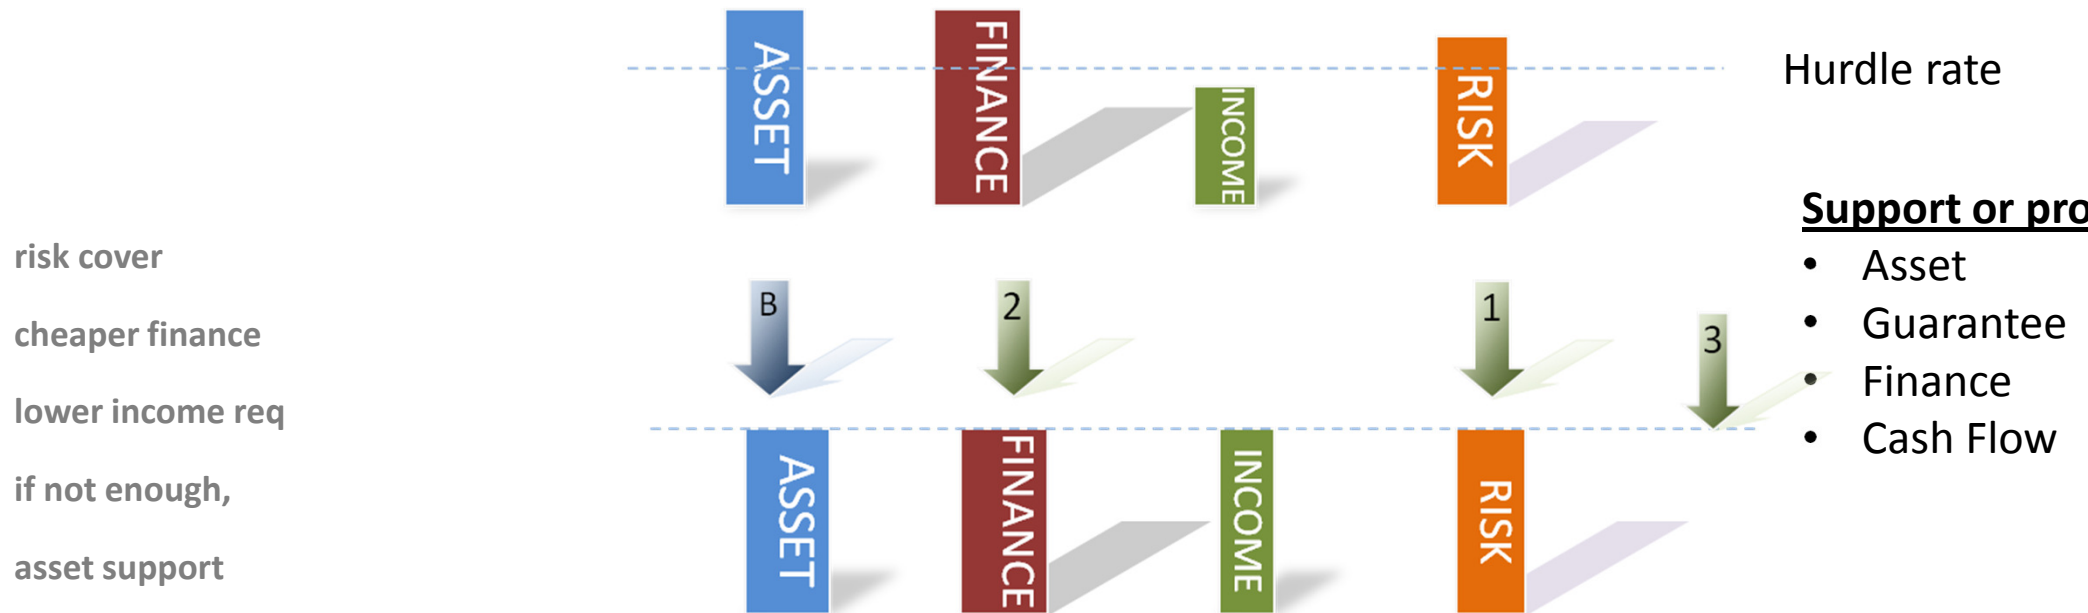 ASSET
FINANCE
INCOME
RISK
Hurdle rate
Support or pro
• Asset
• Guarantee
• Finance
• Cash Flow
risk cover
cheaper finance
lower income req
if not enough,
asset support
B
2
1
3
ASSET
FINANCE
INCOME
RISK